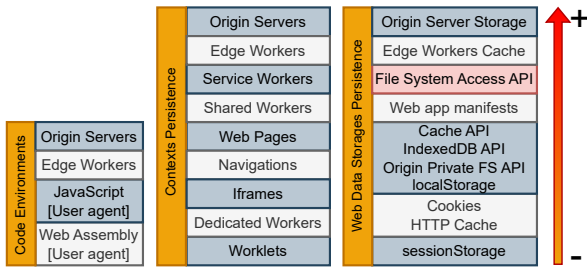 Code Environments
Origin Servers
Edge Workers
JavaScript
[User agent]
Web Assembly
[User agent]
Contexts Persistence
Origin Servers
Edge Workers
Service Workers
Shared Workers
Web Pages
Navigations
Iframes
Dedicated Workers
Worklets
Web Data Storages Persistence
Origin Server Storage
Edge Workers Cache
File System Access API
Web app manifests
Cache API
IndexedDB API
Origin Private FS API
localStorage
Cookies
HTTP Cache
sessionStorage
+
-